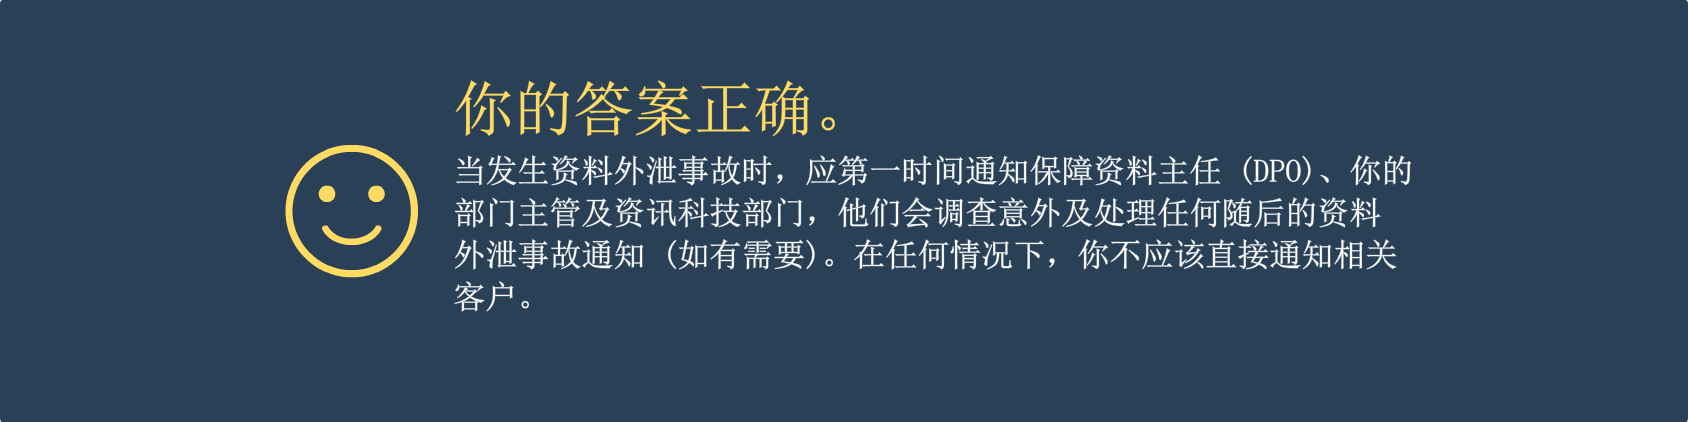 你的答案正确。
当发生资料外泄事故时，应第一时间通知保障资料主任 (DPO)、你的
部门主管及资讯科技部门，他们会调查意外及处理任何随后的资料
外泄事故通知 (如有需要)。在任何情况下，你不应该直接通知相关
客户。